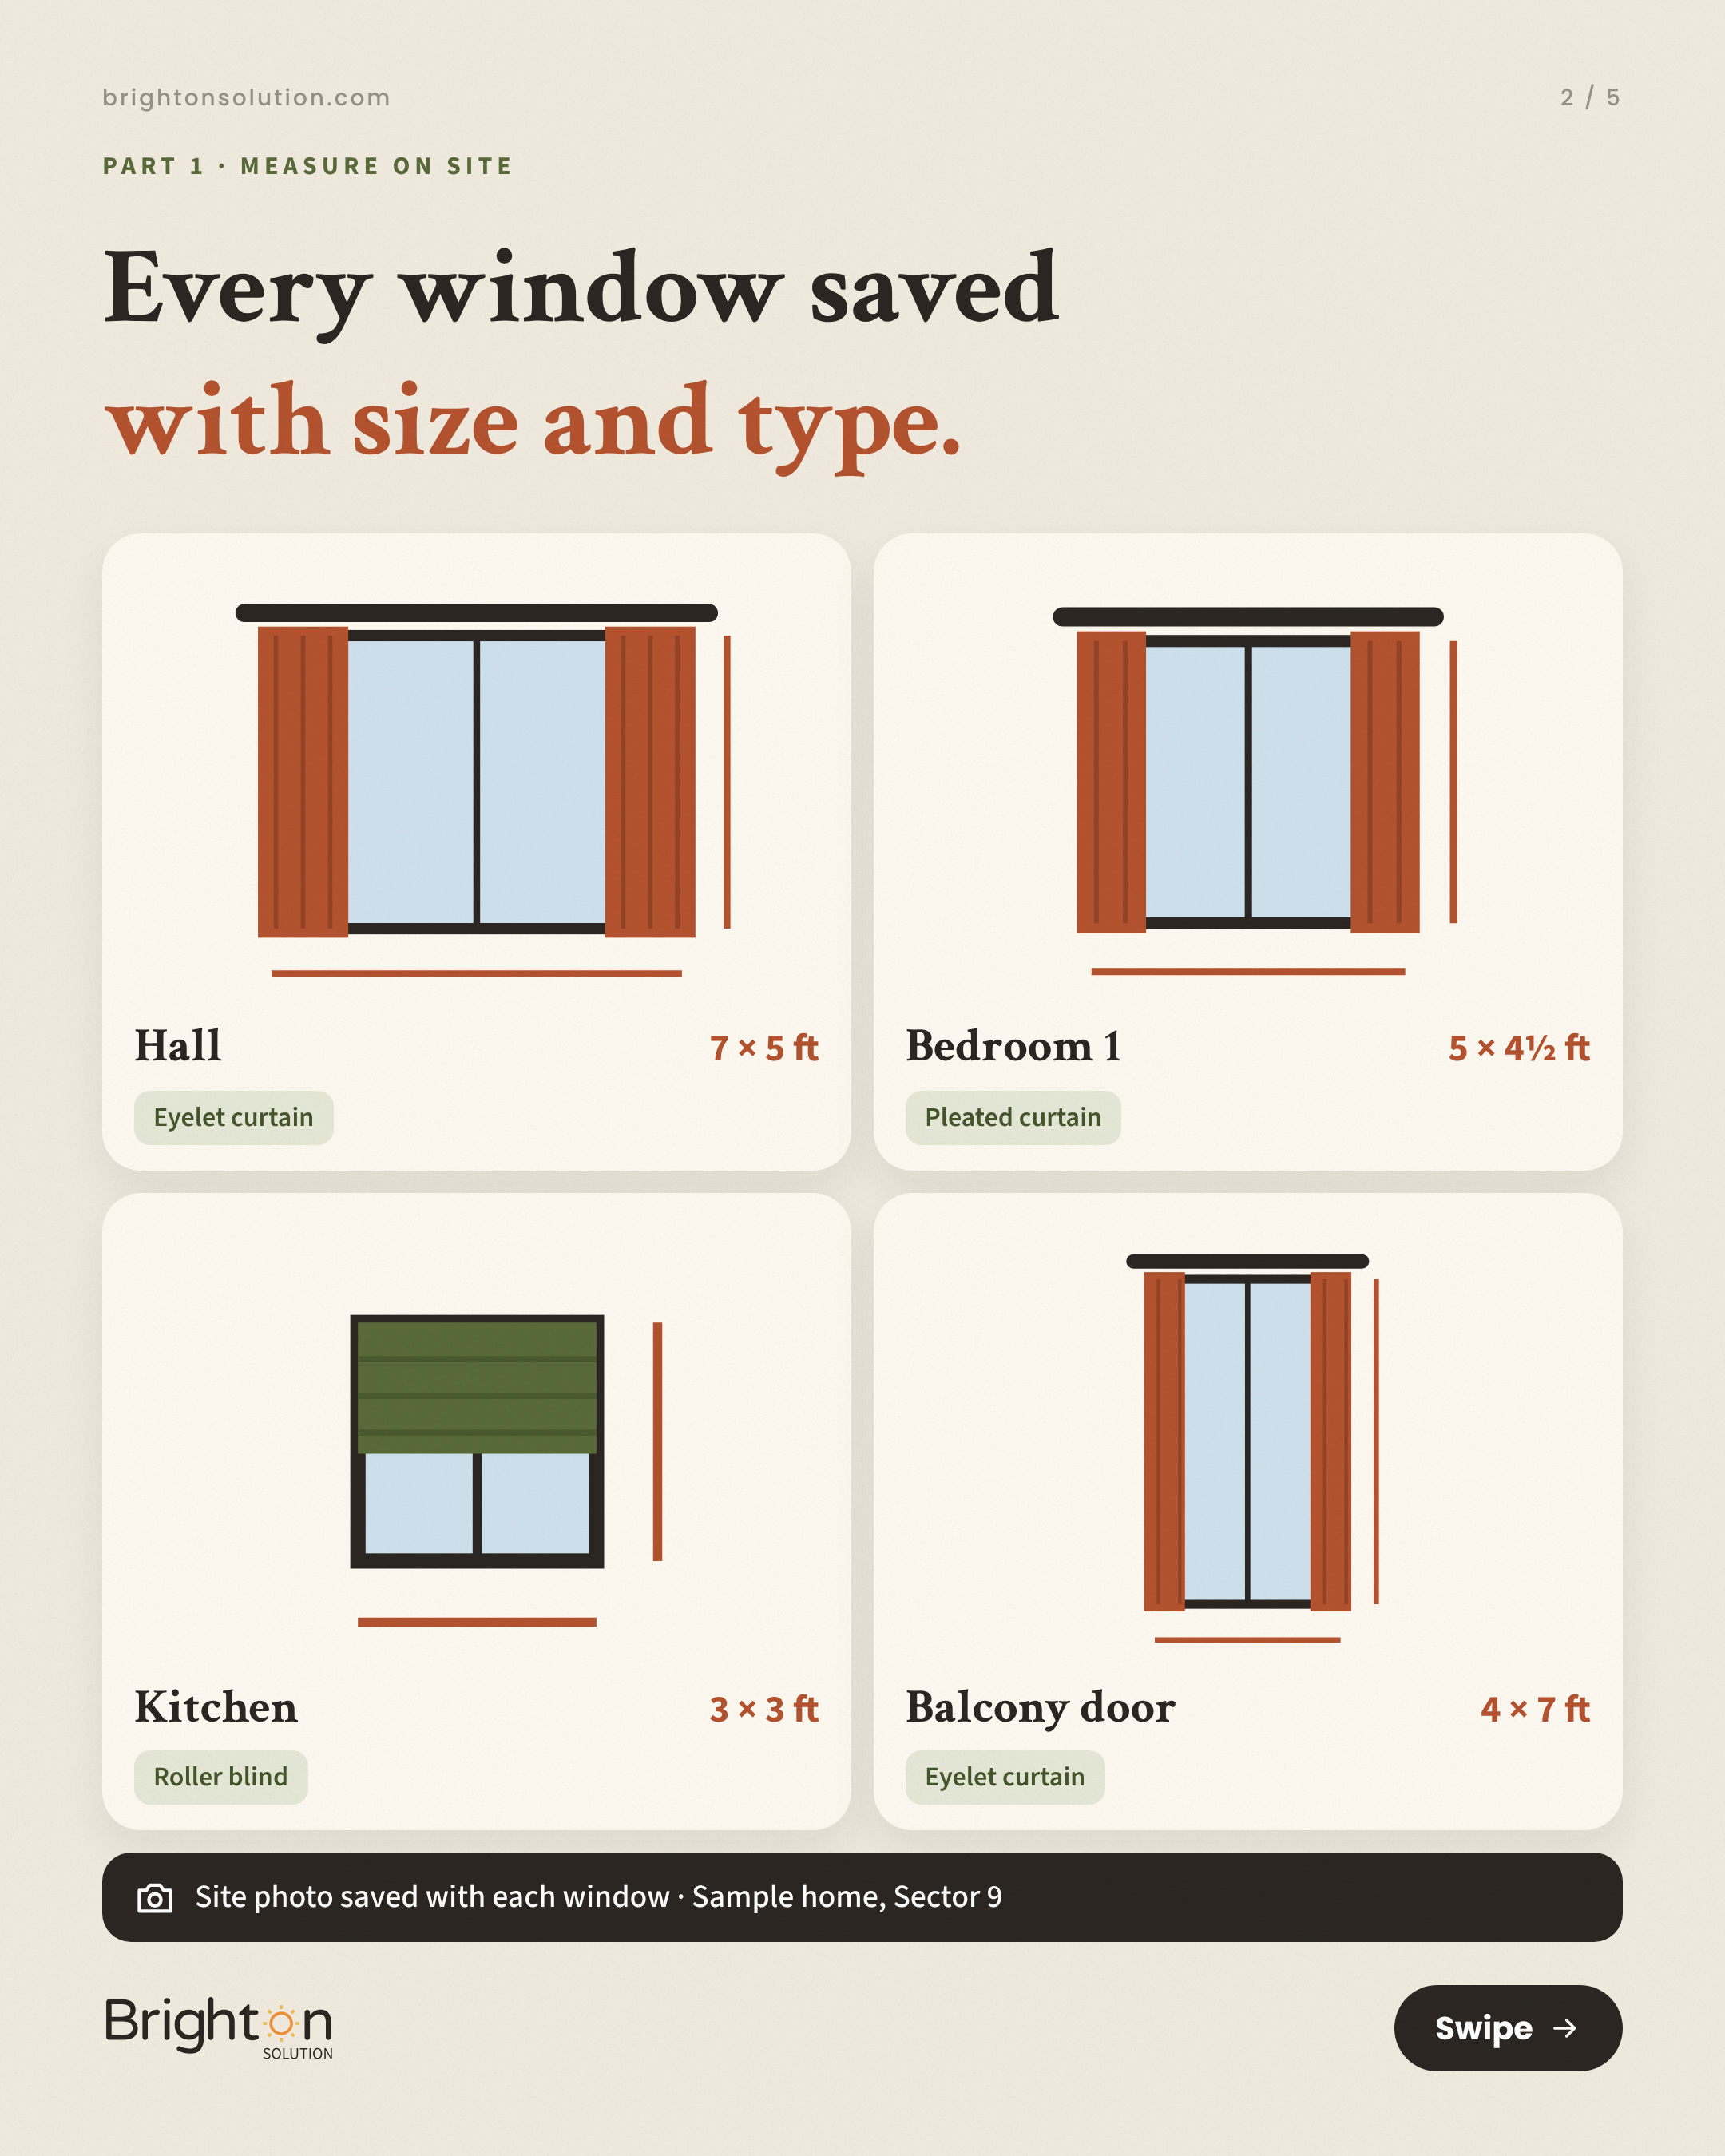 brightonsolution.com
2 / 5
PART 1 · MEASURE ON SITE
Every window saved
with size and type.
Hall
7 × 5 ft
Eyelet curtain
Bedroom 1
5 × 4½ ft
Pleated curtain
Kitchen
3 × 3 ft
Roller blind
Balcony door
4 × 7 ft
Eyelet curtain
Site photo saved with each window · Sample home, Sector 9
Brighton
SOLUTION
Swipe →